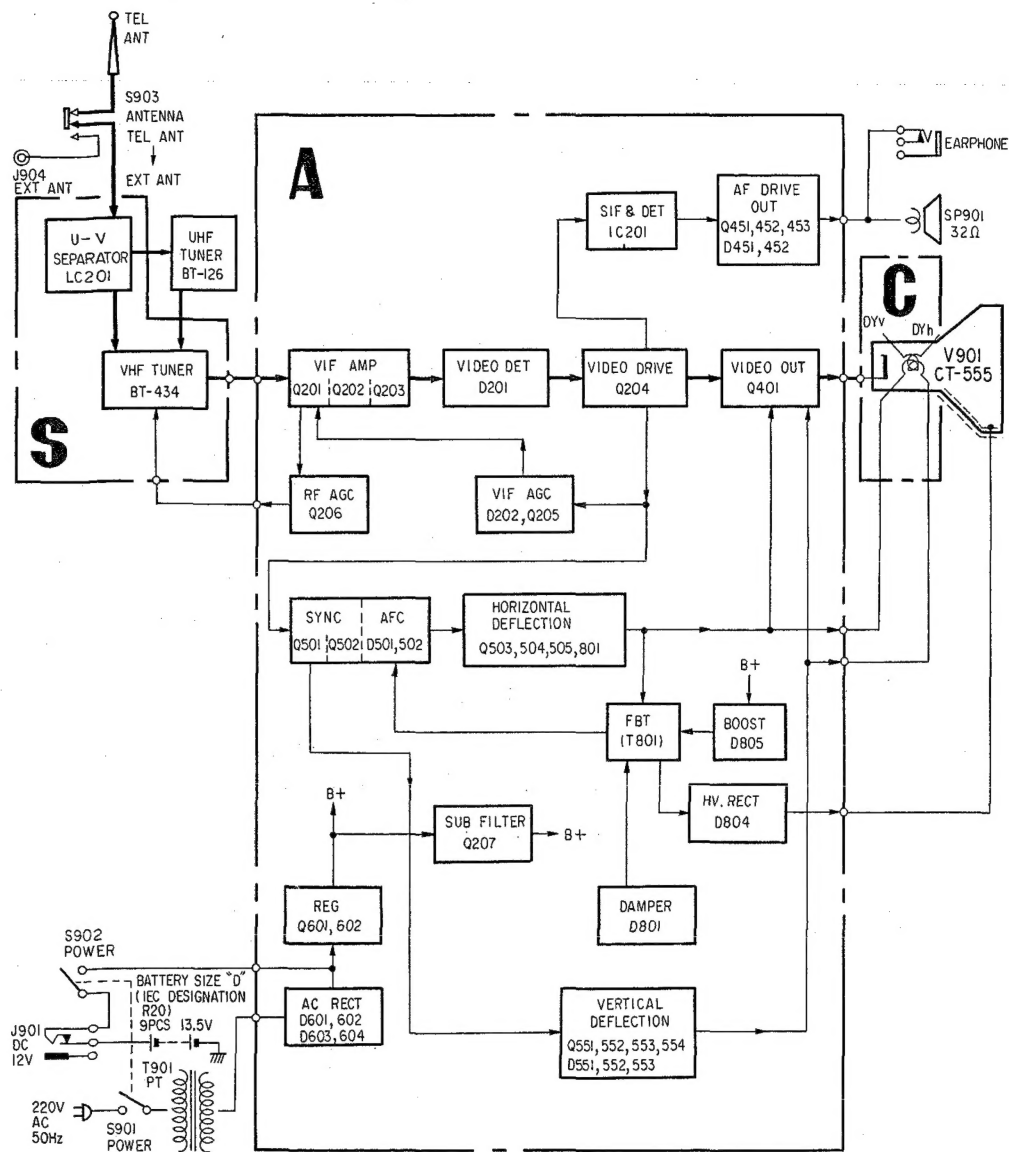 TEL
ANT
S903
ANTENNA
TEL ANT
EXT ANT
J904
EXT ANT
S
U-V
SEPARATOR
LC201
UHF
TUNER
BT-126
VHF TUNER
BT-434
A
SIF & DET
IC201
AF DRIVE
OUT
Q451, 452, 453
D451, 452
EARPHONE
SP901
32Ω
C
DYv
DYh
V901
CT-555
VIF AMP
Q201 Q202 Q203
VIDEO DET
D201
VIDEO DRIVE
Q204
VIDEO OUT
Q401
RF AGC
Q206
VIF AGC
D202, Q205
SYNC
Q501 Q502
AFC
D501, 502
HORIZONTAL
DEFLECTION
Q503, 504, 505, 801
B+
FBT
(T801)
BOOST
D805
HV. RECT
D804
B+
SUB FILTER
Q207
B+
DAMPER
D801
REG
Q601, 602
S902
POWER
BATTERY SIZE "D"
(IEC DESIGNATION
R20)
9PCS 13.5V
AC RECT
D601, 602
D603, 604
VERTICAL
DEFLECTION
Q551, 552, 553, 554
D551, 552, 553
J901
DC
12V
T901
PT
220V
AC
50Hz
S901
POWER